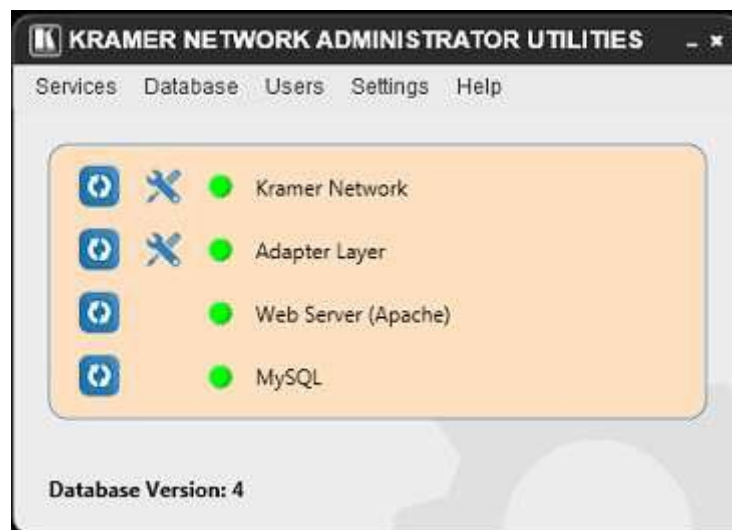 K KRAMER NETWORK ADMINISTRATOR UTILITIES
Services Database Users Settings Help
Kramer Network
Adapter Layer
Web Server (Apache)
MySQL
Database Version: 4